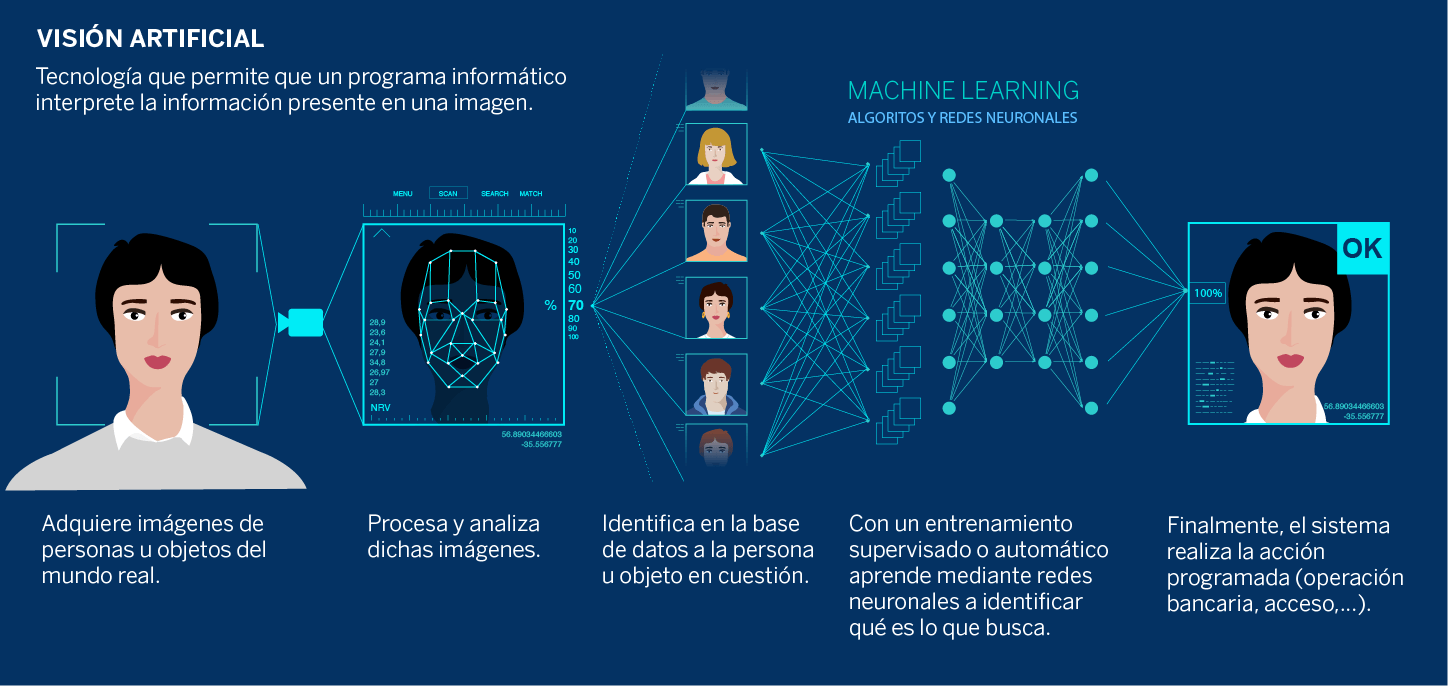 VISIÓN ARTIFICIAL
Tecnología que permite que un programa informático
interprete la información presente en una imagen.
MACHINE LEARNING
ALGORITOS Y REDES NEURONALES
MENU SCAN SEARCH MATCH
10
20
30
40
50
60
% 70
80
90
100
28,9
23,6
24,1
27,9
34,8
26,97
27
28,3
NRV
56.89034466603
-35.556777
OK
100%
56.89034466603
-35.556777
Adquiere imágenes de
personas u objetos del
mundo real.
Procesa y analiza
dichas imágenes.
Identifica en la base
de datos a la persona
u objeto en cuestión.
Con un entrenamiento
supervisado o automático
aprende mediante redes
neuronales a identificar
qué es lo que busca.
Finalmente, el sistema
realiza la acción
programada (operación
bancaria, acceso,...).